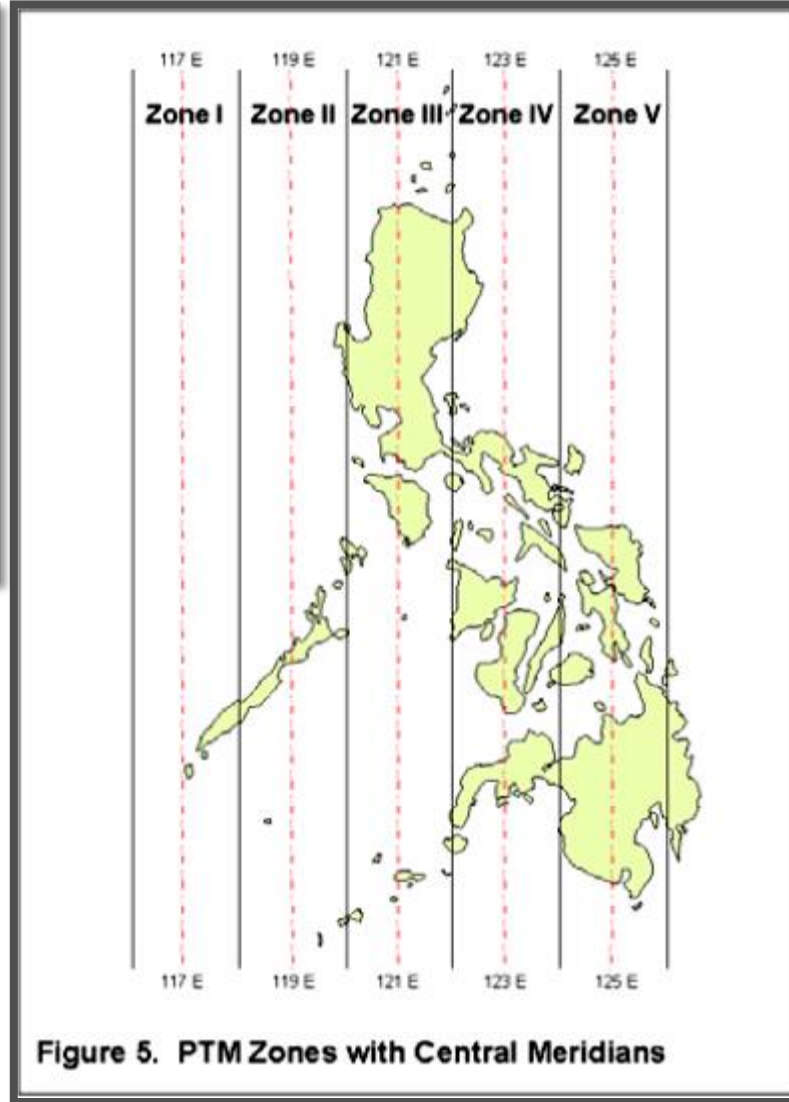 117 E 119 E 121 E 123 E 125 E
Zone I Zone II Zone III Zone IV Zone V
117 E 119 E 121 E 123 E 125 E
Figure 5. PTM Zones with Central Meridians